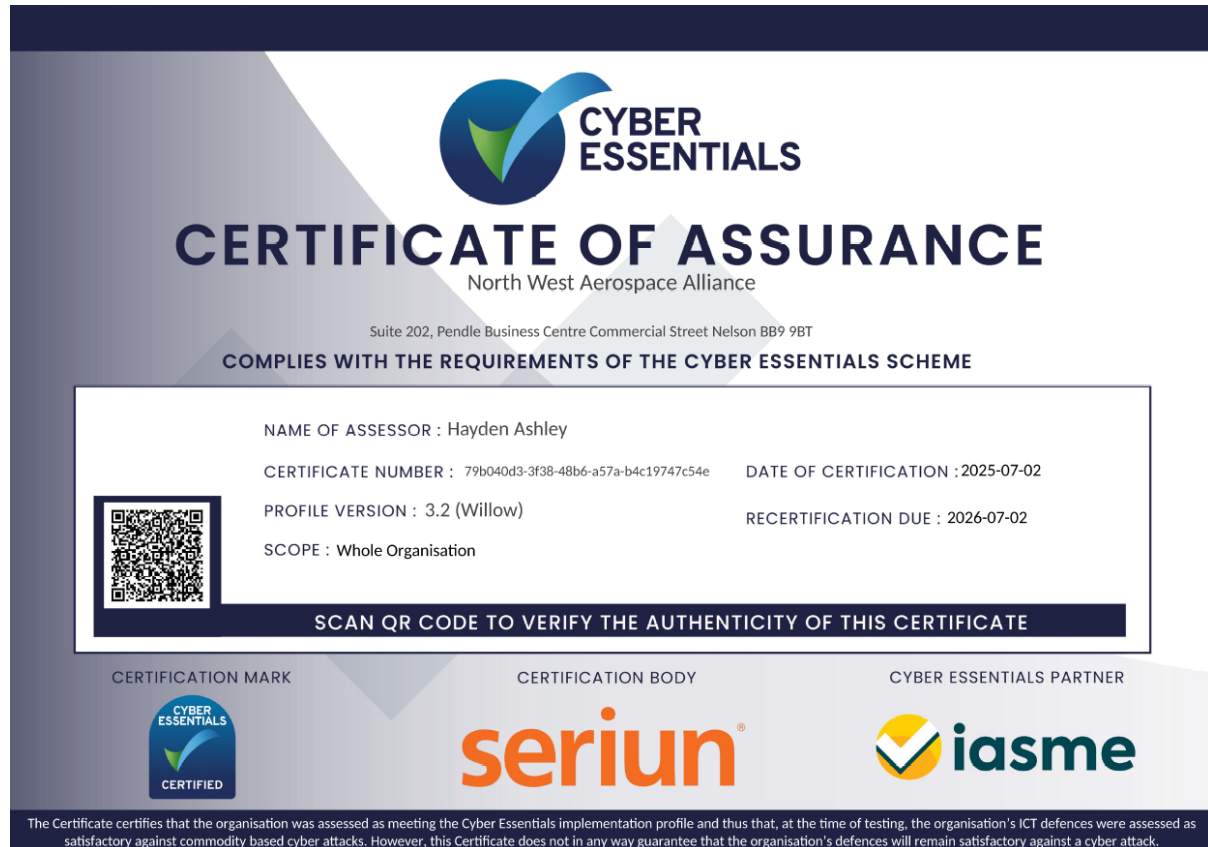 CYBER
ESSENTIALS
CERTIFICATE OF ASSURANCE
North West Aerospace Alliance
Suite 202, Pendle Business Centre Commercial Street Nelson BB9 9BT
COMPLIES WITH THE REQUIREMENTS OF THE CYBER ESSENTIALS SCHEME
NAME OF ASSESSOR : Hayden Ashley
CERTIFICATE NUMBER : 79b040d3-3f38-48b6-a57a-b4c19747c54e
DATE OF CERTIFICATION : 2025-07-02
PROFILE VERSION : 3.2 (Willow)
RECERTIFICATION DUE : 2026-07-02
SCOPE : Whole Organisation
SCAN QR CODE TO VERIFY THE AUTHENTICITY OF THIS CERTIFICATE
CERTIFICATION MARK
CERTIFICATION BODY
CYBER ESSENTIALS PARTNER
CYBER
ESSENTIALS
CERTIFIED
seriun®
iasme
The Certificate certifies that the organisation was assessed as meeting the Cyber Essentials implementation profile and thus that, at the time of testing, the organisation's ICT defences were assessed as
satisfactory against commodity based cyber attacks. However, this Certificate does not in any way guarantee that the organisation's defences will remain satisfactory against a cyber attack.